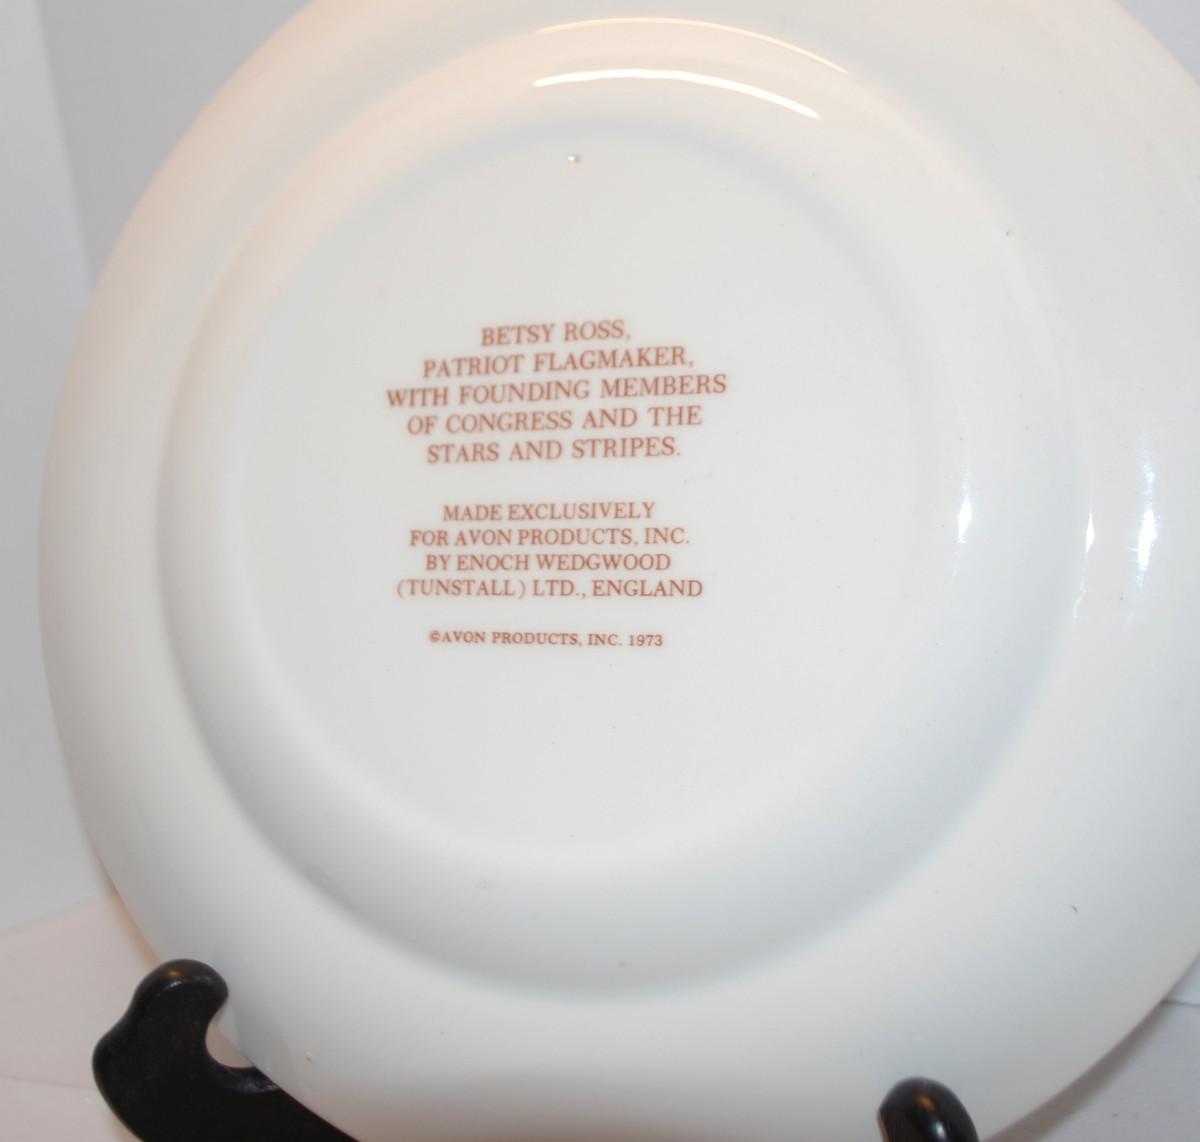 BETSY ROSS,
PATRIOT FLAGMAKER,
WITH FOUNDING MEMBERS
OF CONGRESS AND THE
STARS AND STRIPES.
MADE EXCLUSIVELY
FOR AVON PRODUCTS, INC.
BY ENOCH WEDGWOOD
(TUNSTALL) LTD., ENGLAND
©AVON PRODUCTS, INC. 1973